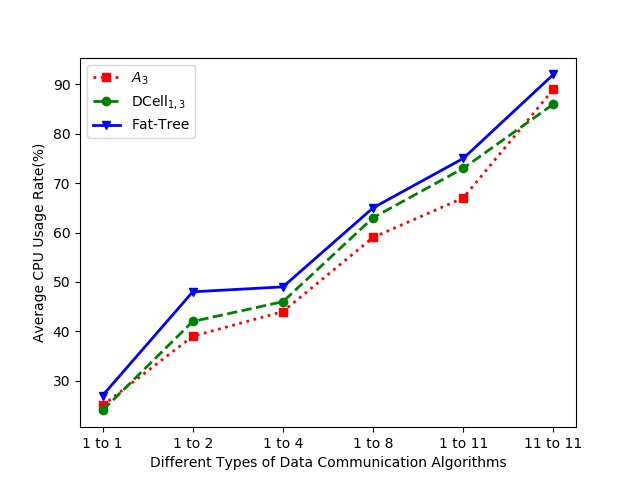 A3
DCell1,3
Fat-Tree
90
80
70
60
50
40
30
Average CPU Usage Rate(%)
1 to 1 1 to 2 1 to 4 1 to 8 1 to 11 11 to 11
Different Types of Data Communication Algorithms